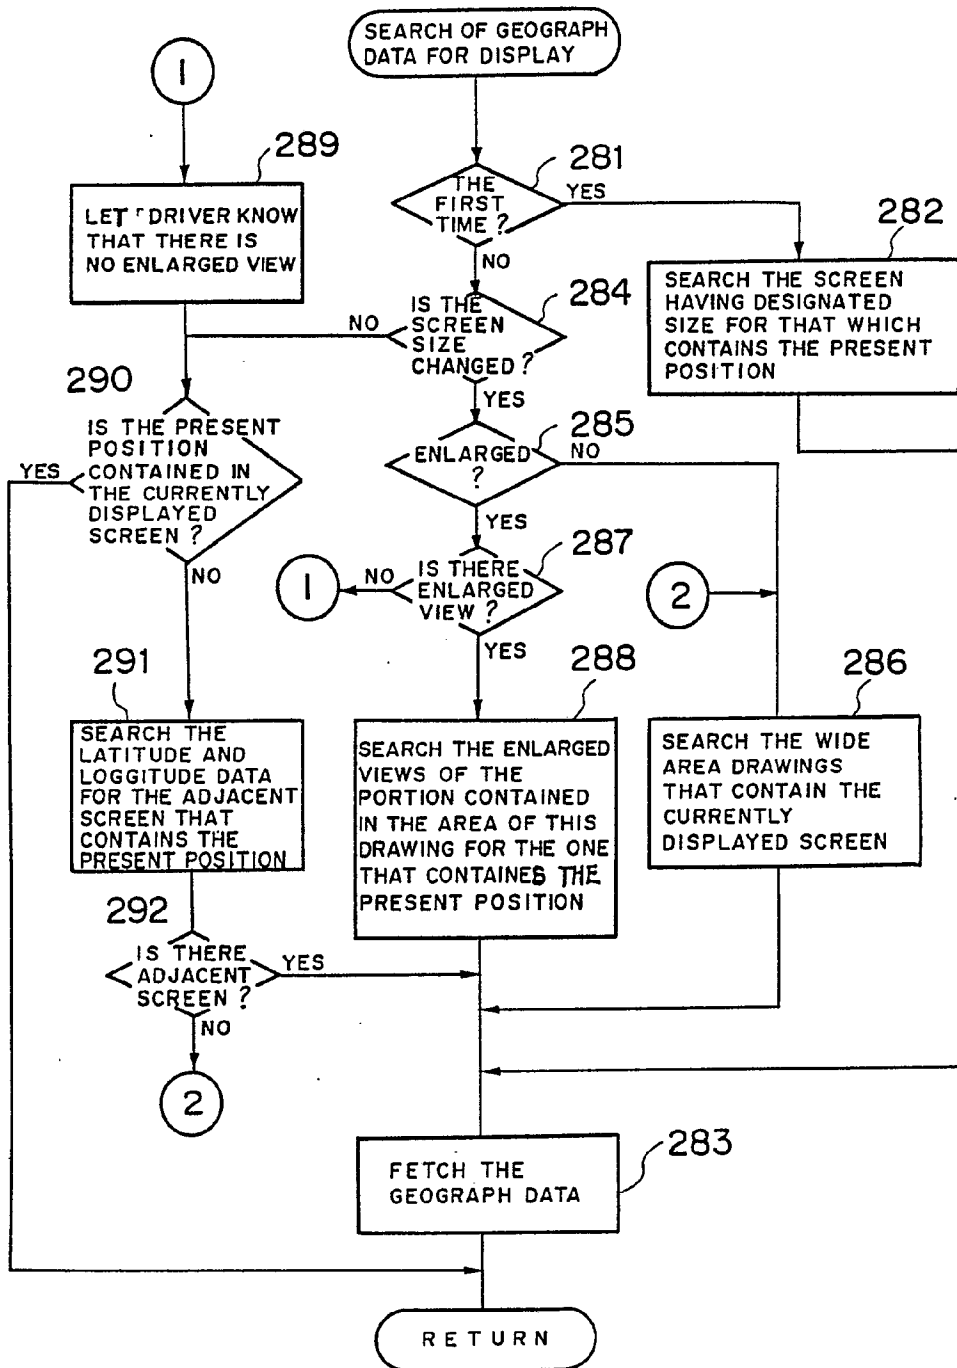 SEARCH OF GEOGRAPH
DATA FOR DISPLAY
1
289
LET DRIVER KNOW
THAT THERE IS
NO ENLARGED VIEW
281
THE
FIRST
TIME ?
YES
NO
282
SEARCH THE SCREEN
HAVING DESIGNATED
SIZE FOR THAT WHICH
CONTAINS THE PRESENT
POSITION
284
IS THE
SCREEN
SIZE
CHANGED ?
NO
YES
290
IS THE PRESENT
POSITION
CONTAINED IN
THE CURRENTLY
DISPLAYED
SCREEN ?
YES
NO
285
ENLARGED
?
NO
YES
287
IS THERE
ENLARGED
VIEW ?
NO
1
YES
2
291
SEARCH THE
LATITUDE AND
LOGGITUDE DATA
FOR THE ADJACENT
SCREEN THAT
CONTAINS THE
PRESENT POSITION
288
SEARCH THE ENLARGED
VIEWS OF THE
PORTION CONTAINED
IN THE AREA OF THIS
DRAWING FOR THE ONE
THAT CONTAINES THE
PRESENT POSITION
286
SEARCH THE WIDE
AREA DRAWINGS
THAT CONTAIN THE
CURRENTLY
DISPLAYED SCREEN
292
IS THERE
ADJACENT
SCREEN ?
YES
NO
2
283
FETCH THE
GEOGRAPH DATA
RETURN